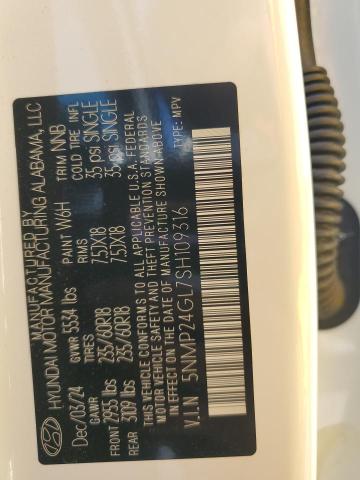 MANUFACTURED BY
HYUNDAI MOTOR MANUFACTURING ALABAMA, LLC
Dec/03/24 GVWR 5534 lbs PAINT W6H TRIM NNB
GAWR TIRES RIMS COLD TIRE INFL
FRONT 2955 lbs 235/60R18 7.5JX18 35 psi SINGLE
REAR 3109 lbs 235/60R18 7.5JX18 35 psi SINGLE
THIS VEHICLE CONFORMS TO ALL APPLICABLE U.S.A. FEDERAL
MOTOR VEHICLE SAFETY AND THEFT PREVENTION STANDARDS
IN EFFECT ON THE DATE OF MANUFACTURE SHOWN ABOVE
V.I.N 5NMP24GL7SH109316 TYPE: MPV